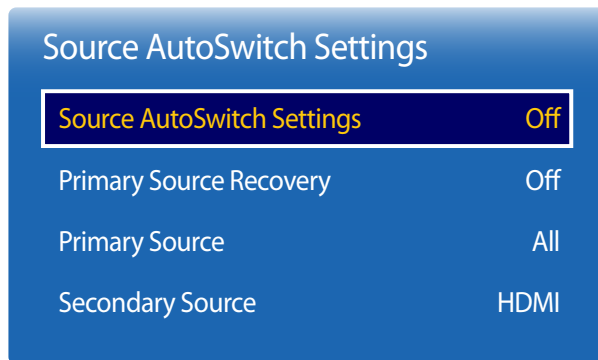 Source AutoSwitch Settings
Source AutoSwitch Settings Off
Primary Source Recovery Off
Primary Source All
Secondary Source HDMI